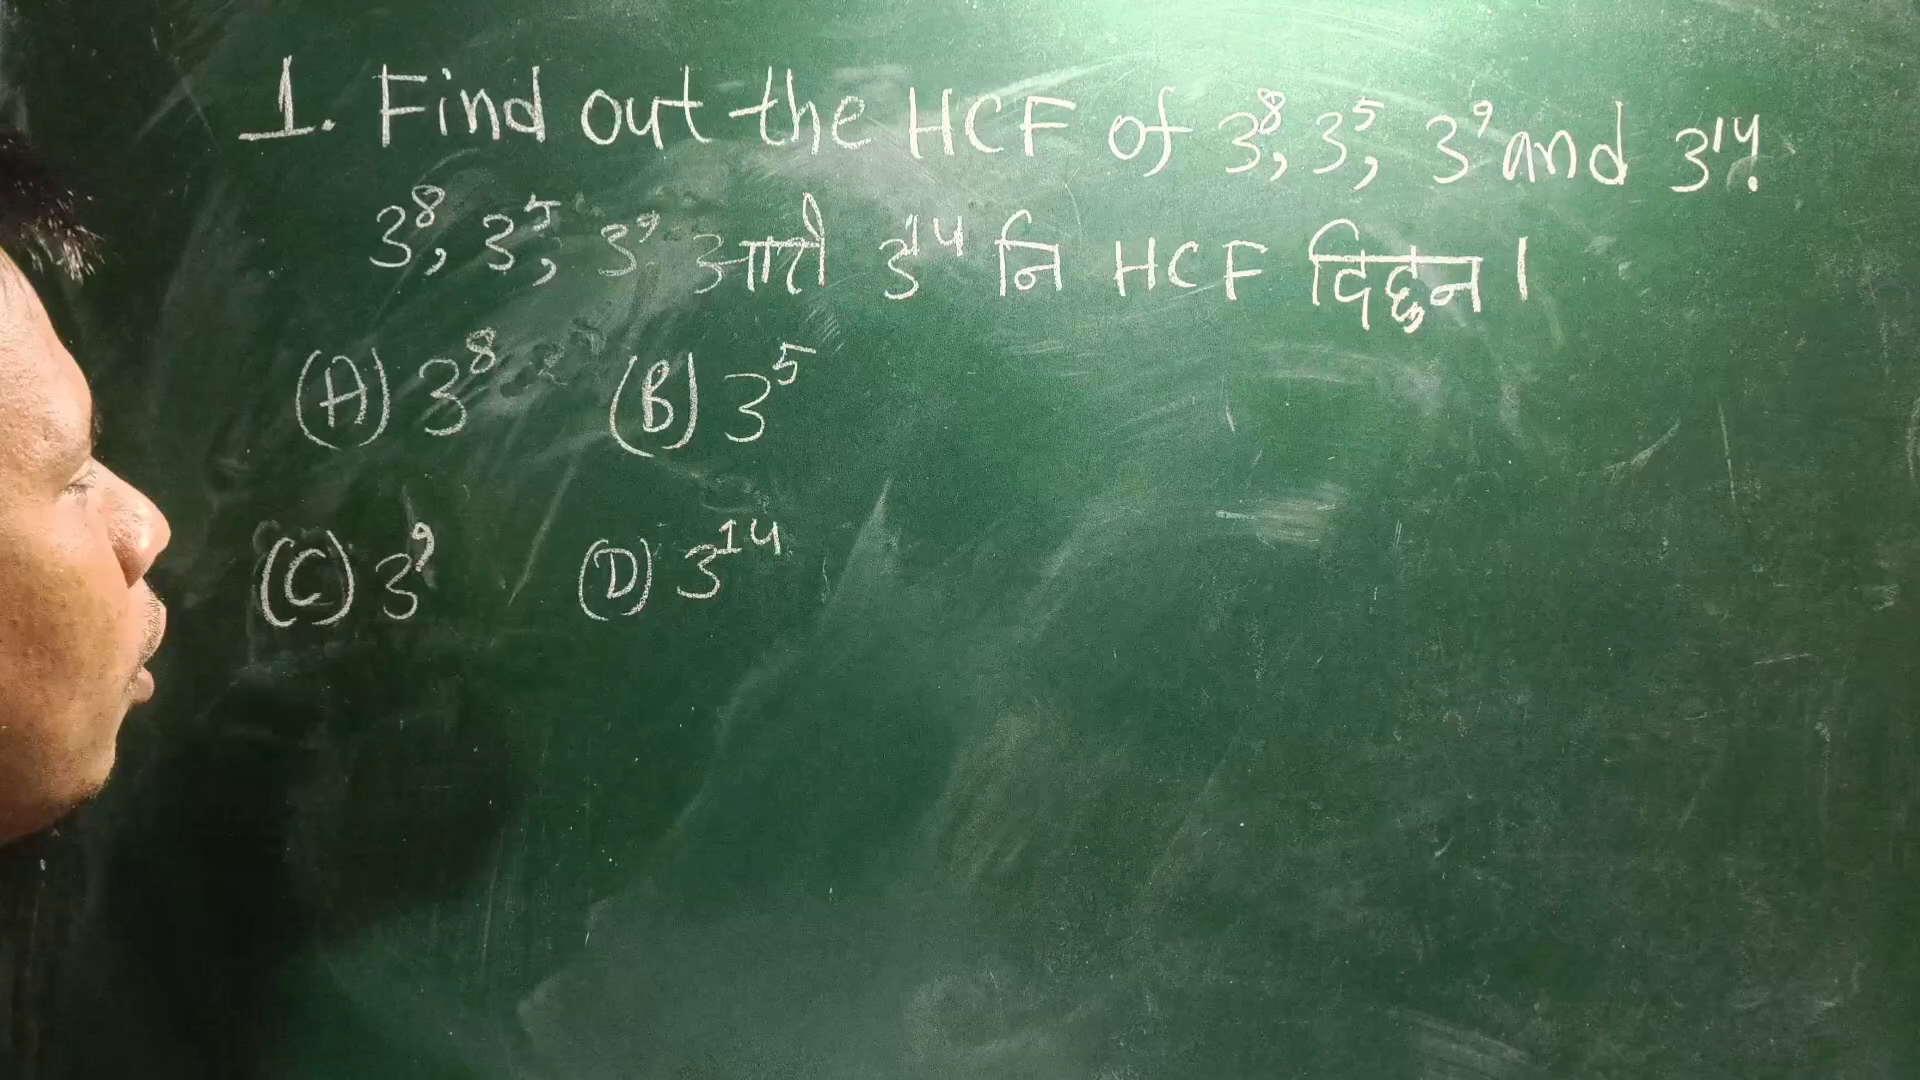 1. Find out the HCF of 3⁸, 3⁵, 3⁹ and 3¹⁴.
3⁸, 3⁵, 3⁹ आरो 3¹⁴ नि HCF दिहुन।
(A) 3⁸ (B) 3⁵
(C) 3⁹ (D) 3¹⁴